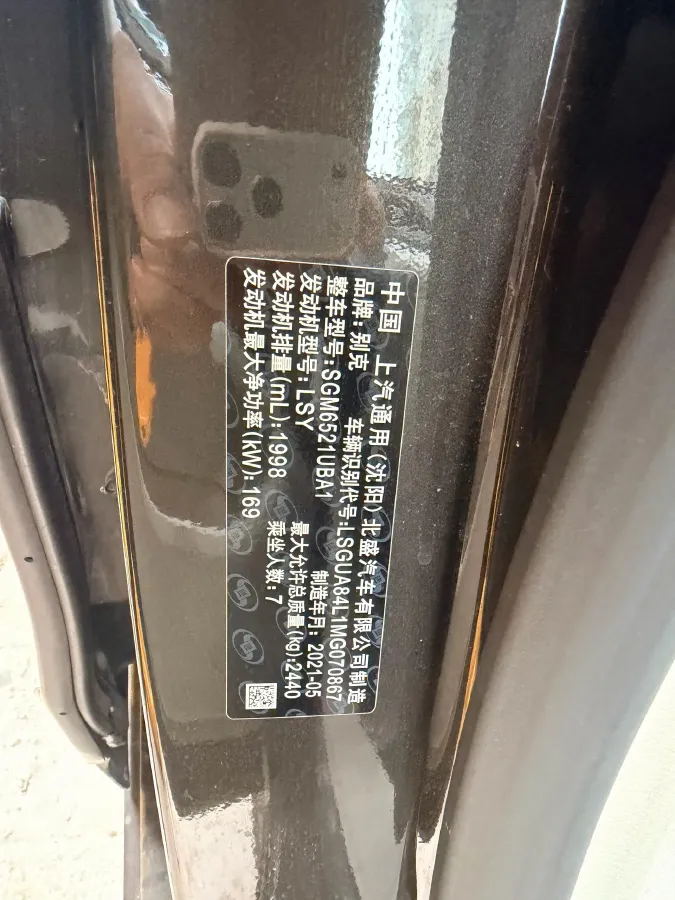 中国 上汽通用(沈阳)北盛汽车有限公司制造
品牌:别克 车辆识别代号:LSGUA84L1MG070867
整车型号:SGM6521UBA1 制造年月:2021-05
发动机型号:LSY 最大允许总质量(kg):2440
发动机排量(mL):1998 乘坐人数:7
发动机最大净功率(kW):169